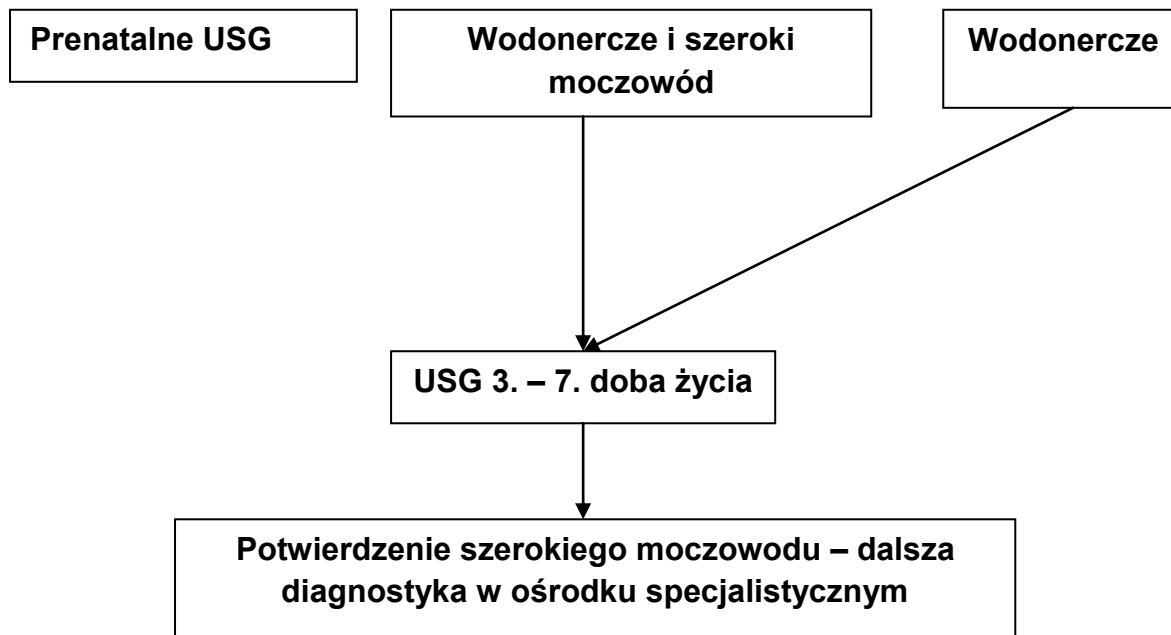 Prenatalne USG
Wodonercze i szeroki
moczowód
Wodonercze
USG 3. – 7. doba życia
Potwierdzenie szerokiego moczowodu – dalsza
diagnostyka w ośrodku specjalistycznym